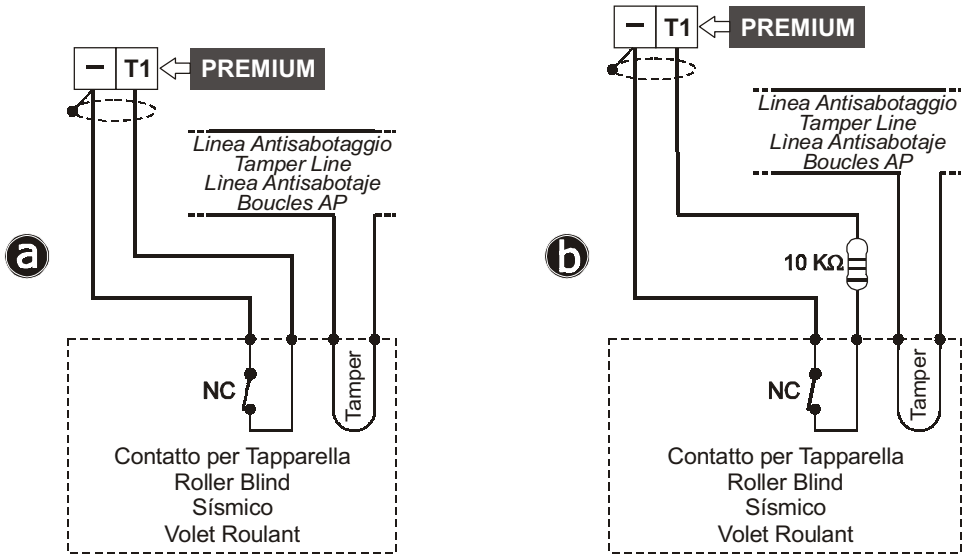 – T1 PREMIUM
Linea Antisabotaggio
Tamper Line
Lìnea Antisabotaje
Boucles AP
a
NC
Tamper
Contatto per Tapparella
Roller Blind
Sísmico
Volet Roulant
– T1 PREMIUM
Linea Antisabotaggio
Tamper Line
Lìnea Antisabotaje
Boucles AP
b
10 KΩ
NC
Tamper
Contatto per Tapparella
Roller Blind
Sísmico
Volet Roulant